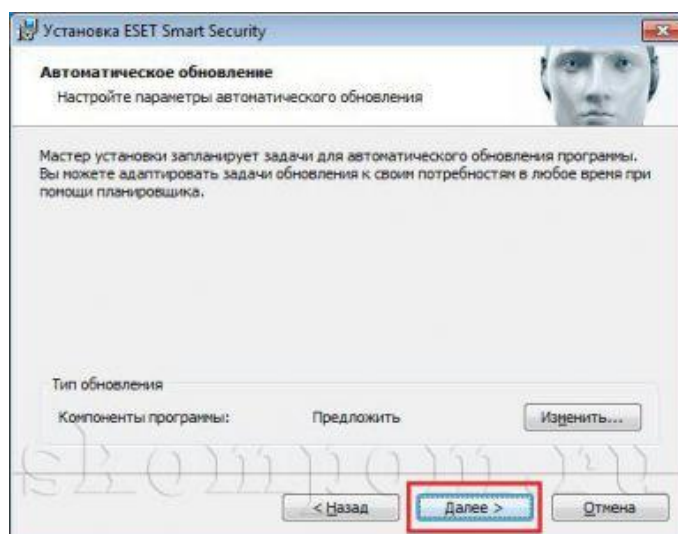 Установка ESET Smart Security
Автоматическое обновление
Настройте параметры автоматического обновления
Мастер установки запланирует задачи для автоматического обновления программы.
Вы можете адаптировать задачи обновления к своим потребностям в любое время при
помощи планировщика.
Тип обновления
Компоненты программы: Предложить Изменить...
skompom.ru
< Назад Далее > Отмена